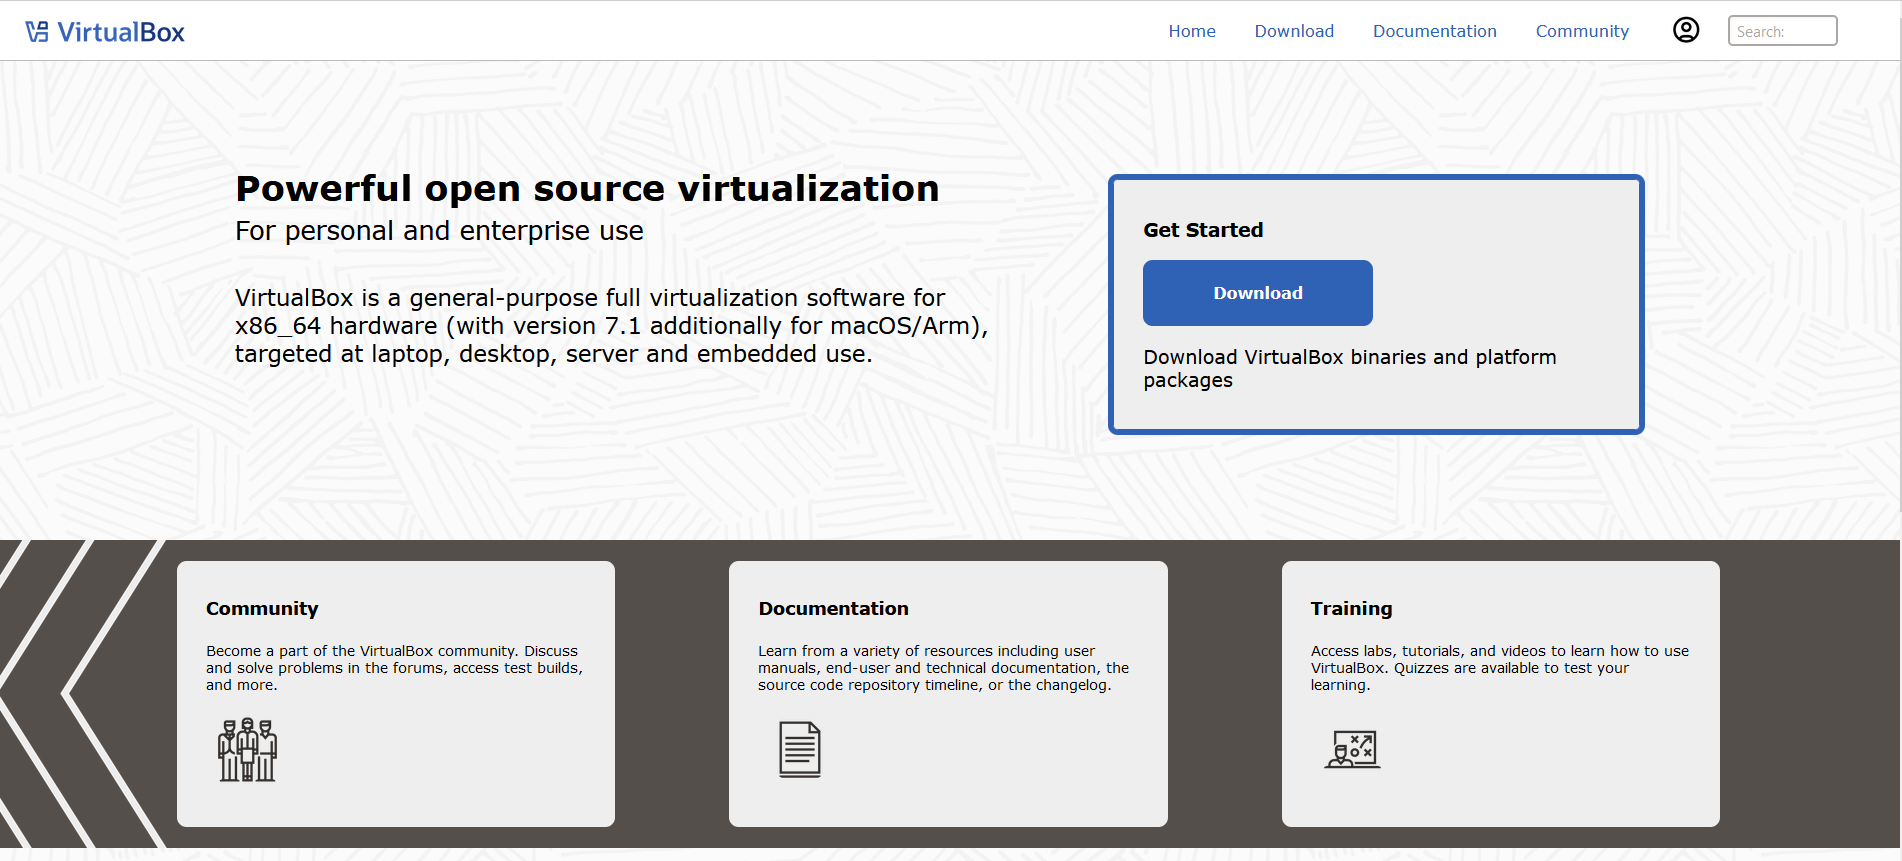 VirtualBox
Home
Download
Documentation
Community
Search:
Powerful open source virtualization
For personal and enterprise use
VirtualBox is a general-purpose full virtualization software for
x86_64 hardware (with version 7.1 additionally for macOS/Arm),
targeted at laptop, desktop, server and embedded use.
Get Started
Download
Download VirtualBox binaries and platform
packages
Community
Become a part of the VirtualBox community. Discuss
and solve problems in the forums, access test builds,
and more.
Documentation
Learn from a variety of resources including user
manuals, end-user and technical documentation, the
source code repository timeline, or the changelog.
Training
Access labs, tutorials, and videos to learn how to use
VirtualBox. Quizzes are available to test your
learning.